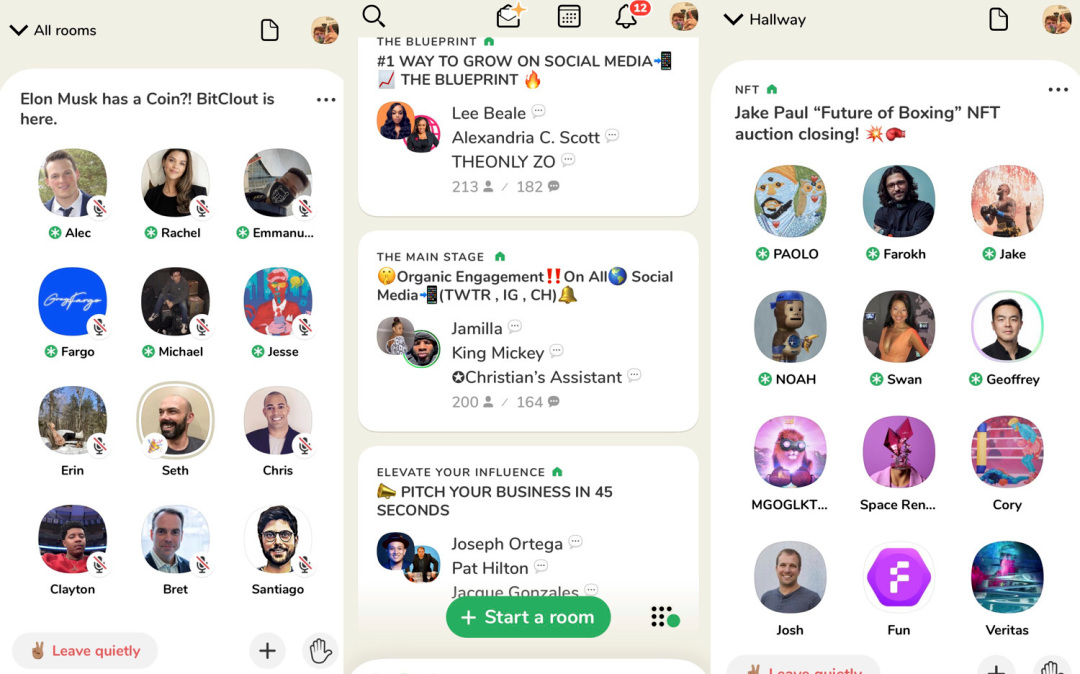 All rooms
Elon Musk has a Coin?! BitClout is
here.
Alec
Rachel
Emmanu...
GregFargo
Fargo
Michael
Jesse
Erin
Seth
Chris
Clayton
Bret
Santiago
✌🏽 Leave quietly
12
THE BLUEPRINT
#1 WAY TO GROW ON SOCIAL MEDIA📲
📈 THE BLUEPRINT 🔥
Lee Beale
Alexandria C. Scott
THEONLY ZO
213 / 182
THE MAIN STAGE
🤫Organic Engagement‼️On All🌎 Social
Media📲(TWTR , IG , CH)🔔
Jamilla
King Mickey
✪Christian's Assistant
200 / 164
ELEVATE YOUR INFLUENCE
📣 PITCH YOUR BUSINESS IN 45
SECONDS
Joseph Ortega
Pat Hilton
Jacque Gonzales
+ Start a room
Hallway
NFT
Jake Paul “Future of Boxing” NFT
auction closing! 💥🥊
PAOLO
Farokh
Jake
NOAH
Swan
Geoffrey
MGOGLKT...
Space Ren...
Cory
Josh
Fun
Veritas
✌🏽 Leave quietly